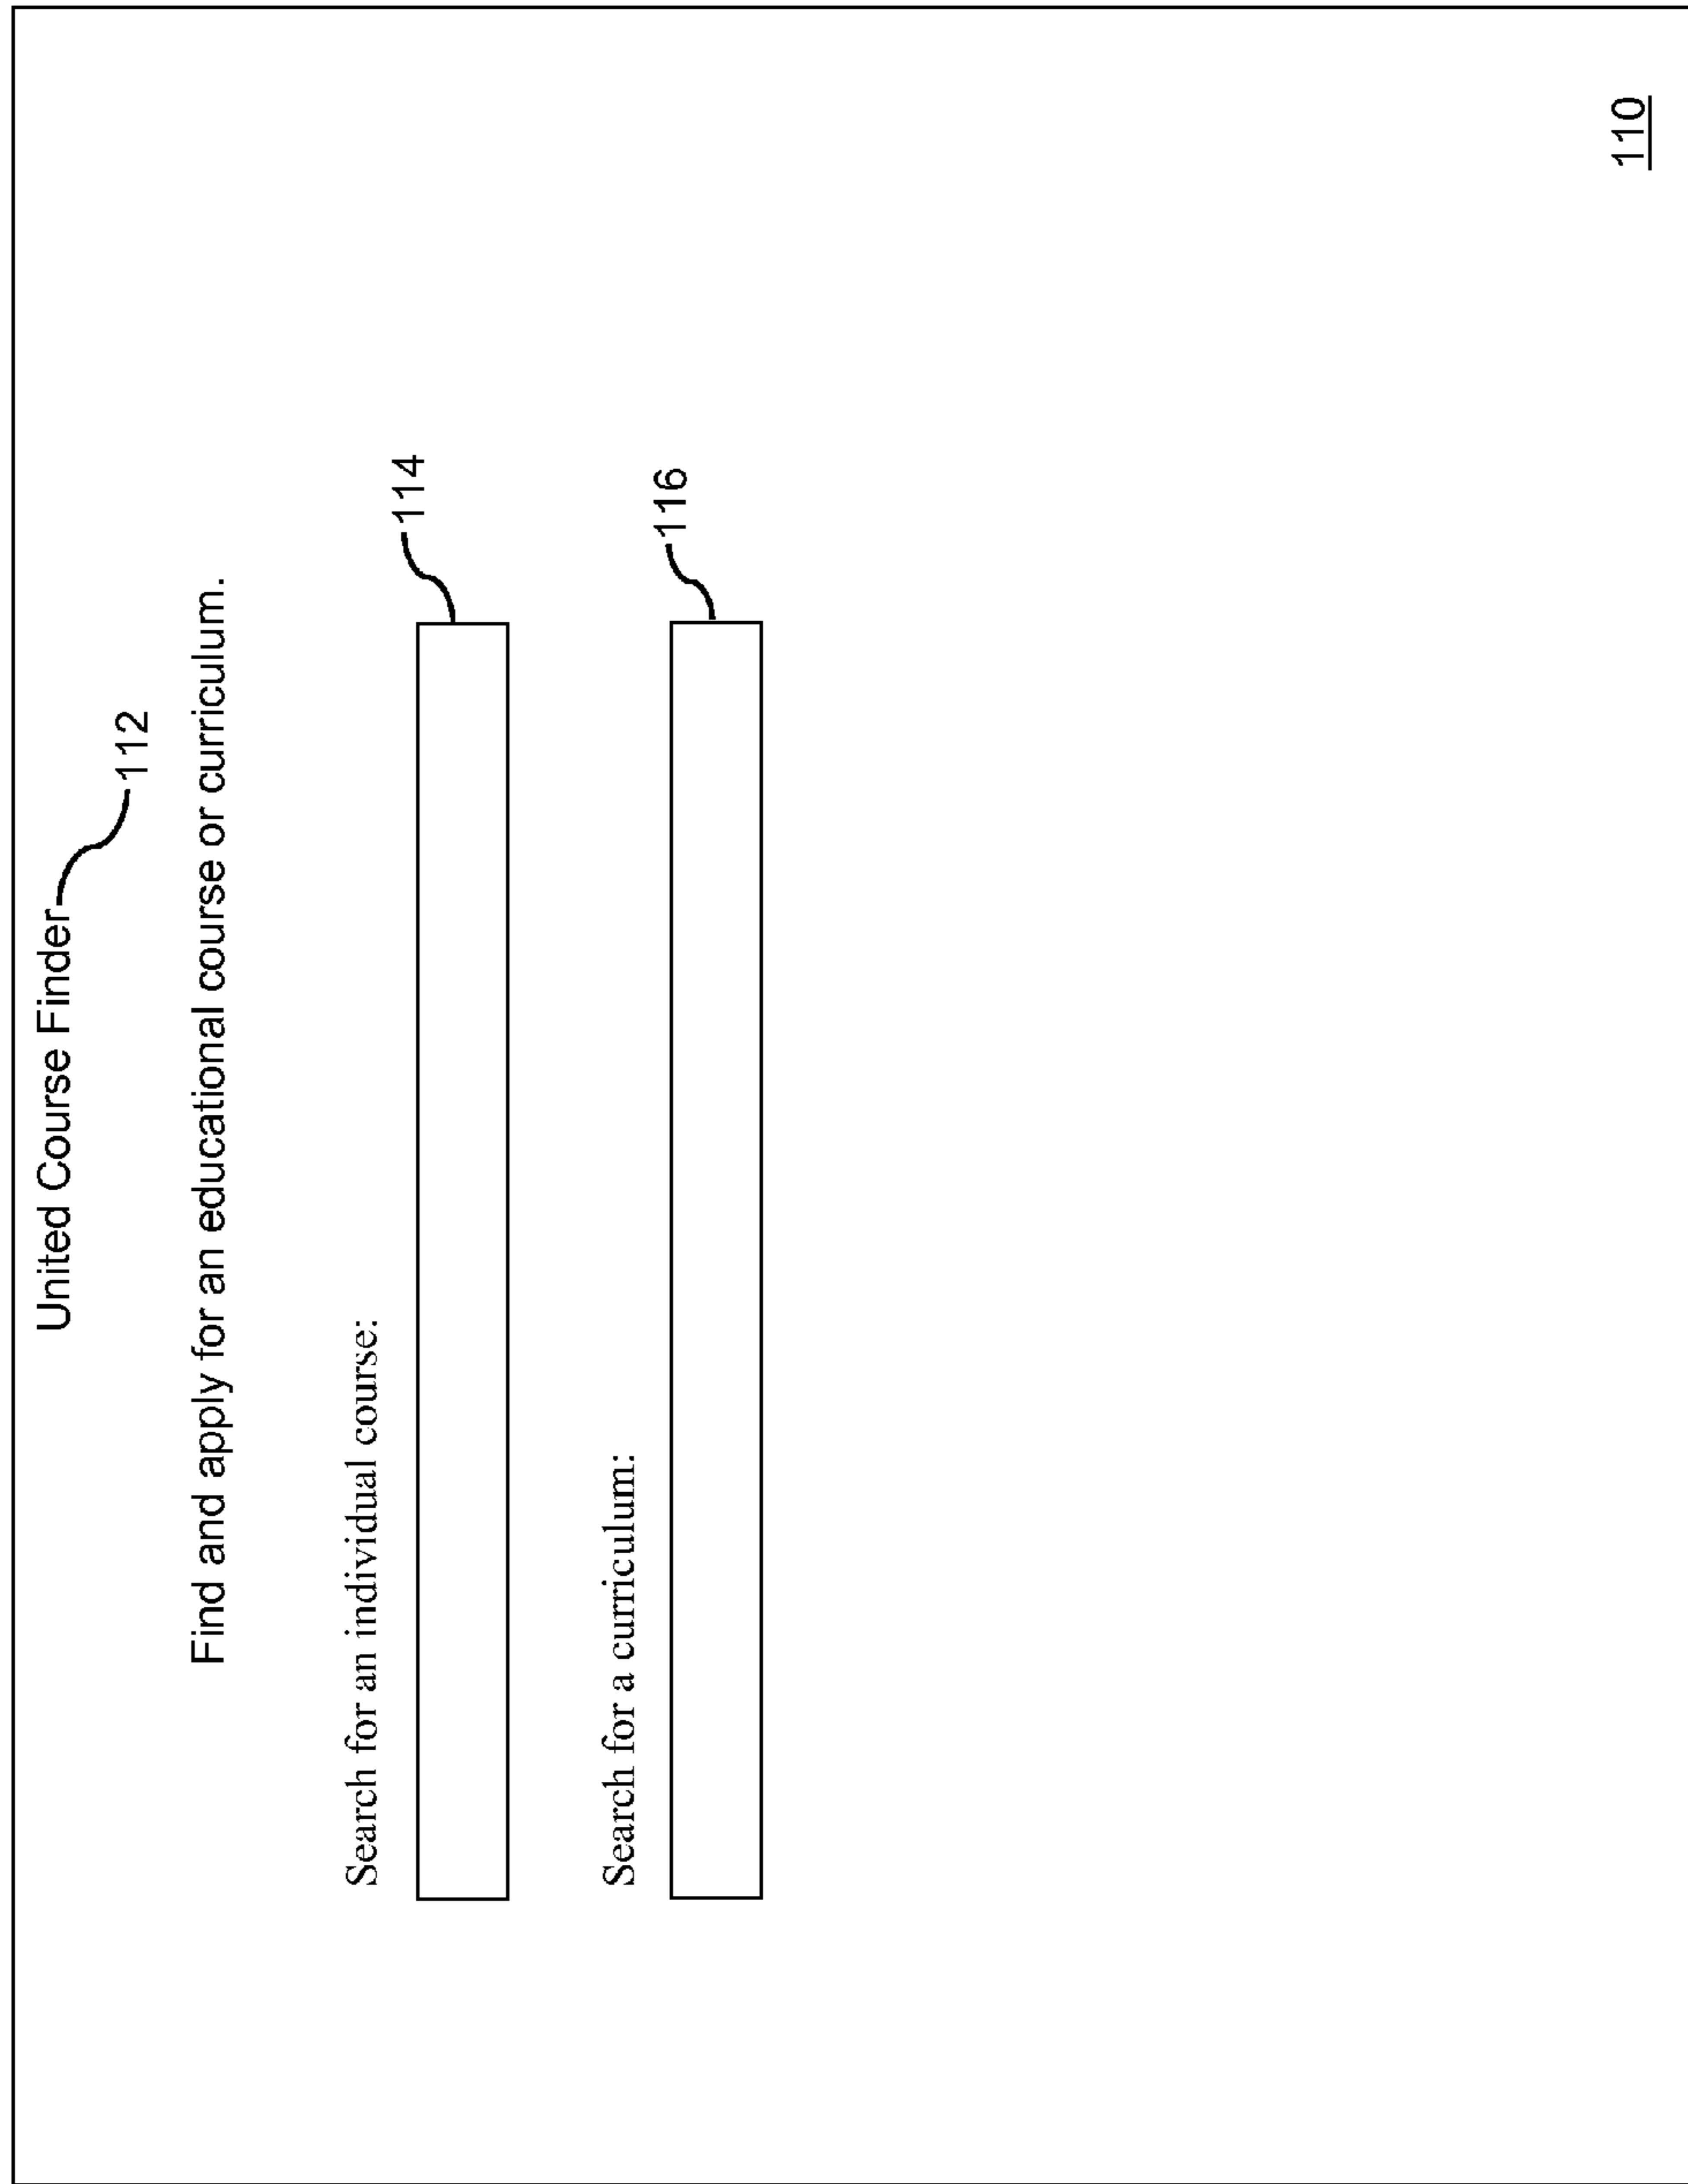 United Course Finder
112
Find and apply for an educational course or curriculum.
Search for an individual course:
114
Search for a curriculum:
116
110